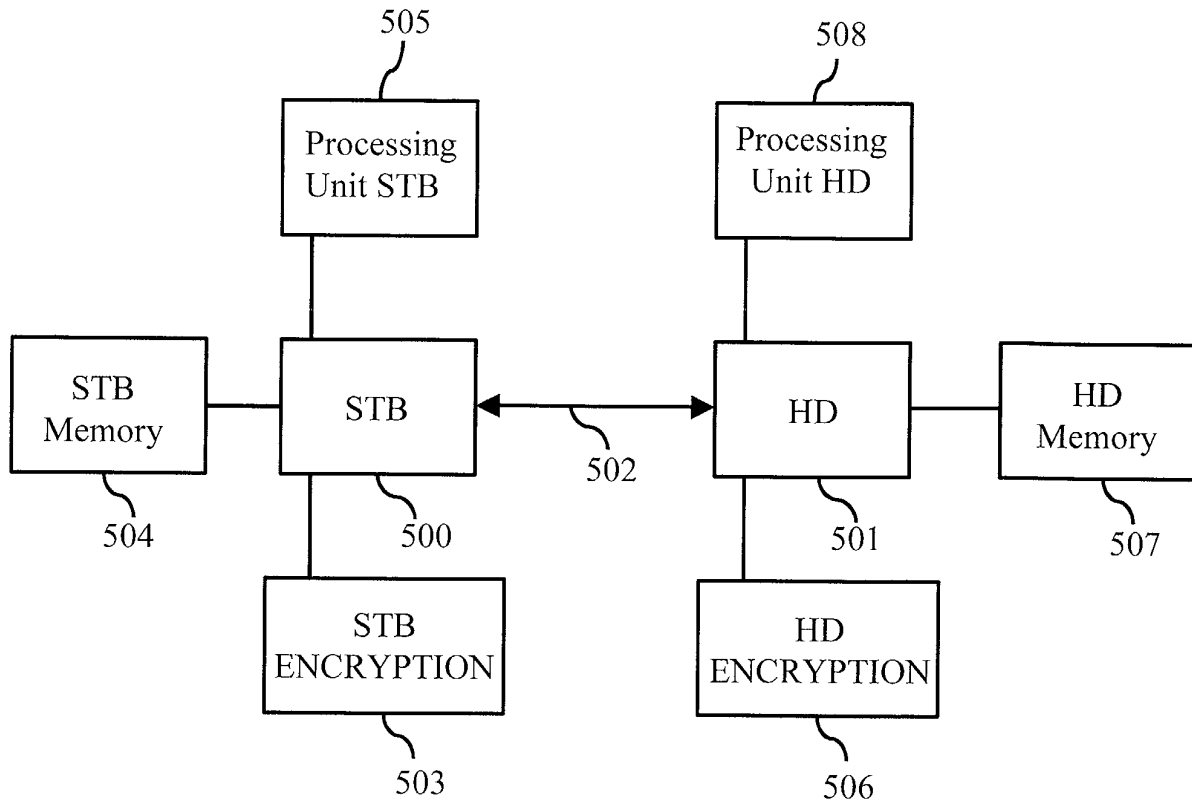 505
508
Processing
Unit STB
Processing
Unit HD
STB
Memory
STB
HD
HD
Memory
502
504
500
501
507
STB
ENCRYPTION
HD
ENCRYPTION
503
506